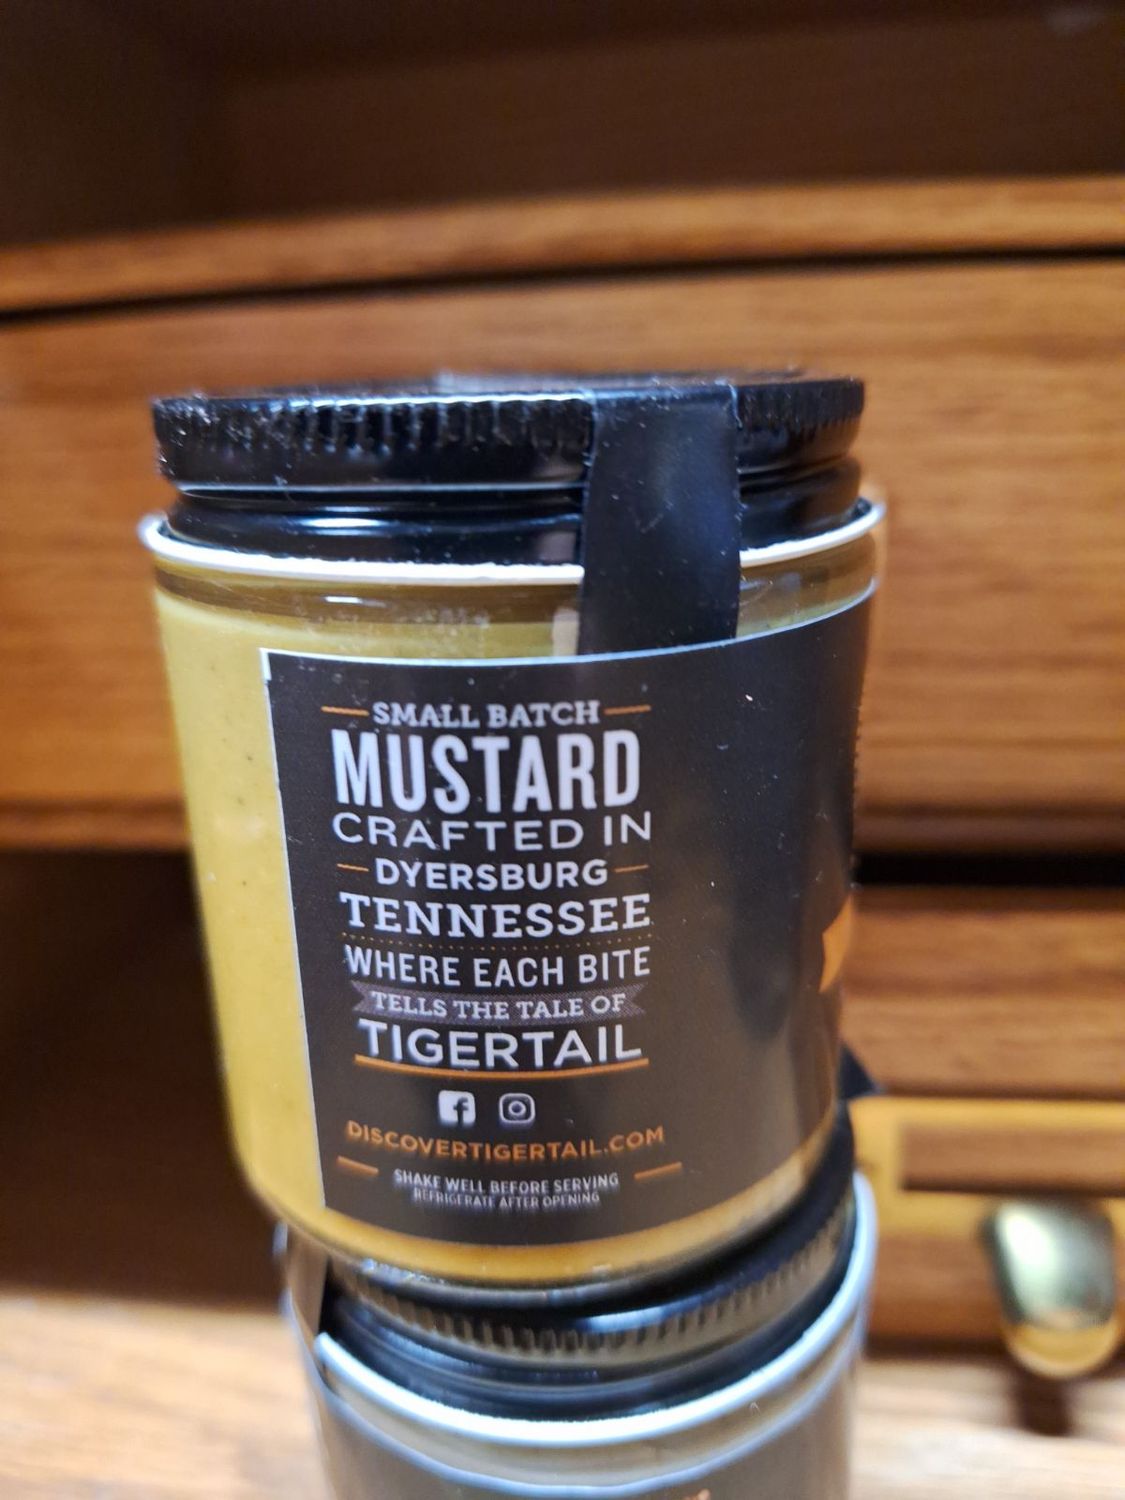 SMALL BATCH
MUSTARD
CRAFTED IN
DYERSBURG
TENNESSEE
WHERE EACH BITE
TELLS THE TALE OF
TIGERTAIL
DISCOVERTIGERTAIL.COM
SHAKE WELL BEFORE SERVING
REFRIGERATE AFTER OPENING